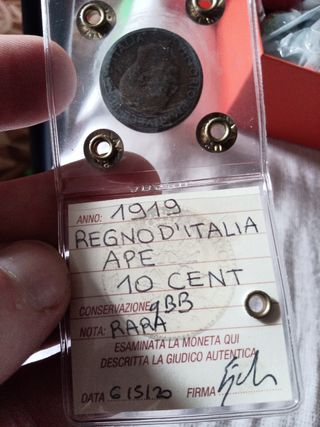 ANNO: 1919
REGNO D'ITALIA
APE
10 CENT
CONSERVAZIONE qBB
NOTA: RARA
ESAMINATA LA MONETA QUI
DESCRITTA LA GIUDICO AUTENTICA
DATA 6/5/20 FIRMA